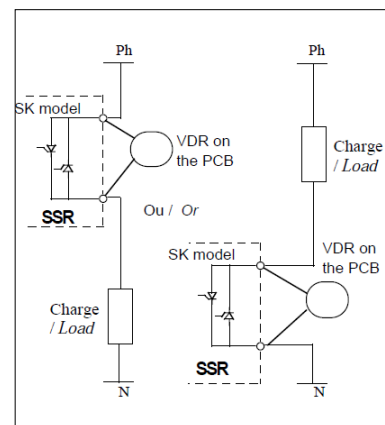 Ph
SK model
VDR on
the PCB
SSR
Ou / Or
Charge
/ Load
N
Ph
Charge
/ Load
SK model
VDR on
the PCB
SSR
N